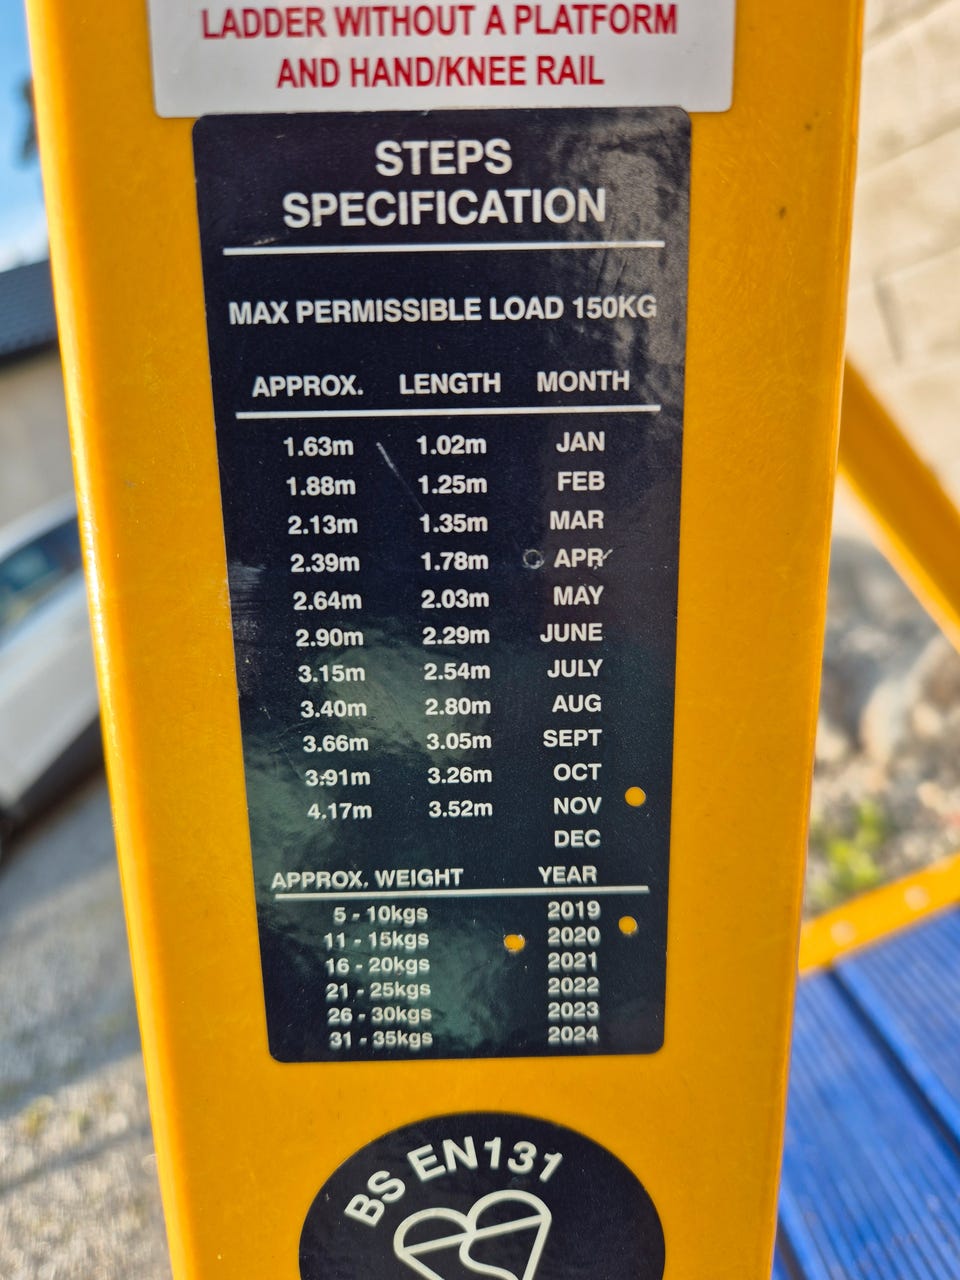 LADDER WITHOUT A PLATFORM
AND HAND/KNEE RAIL
STEPS
SPECIFICATION
MAX PERMISSIBLE LOAD 150KG
APPROX. LENGTH MONTH
1.63m 1.02m JAN
1.88m 1.25m FEB
2.13m 1.35m MAR
2.39m 1.78m APR
2.64m 2.03m MAY
2.90m 2.29m JUNE
3.15m 2.54m JULY
3.40m 2.80m AUG
3.66m 3.05m SEPT
3.91m 3.26m OCT
4.17m 3.52m NOV
DEC
APPROX. WEIGHT YEAR
5 - 10kgs 2019
11 - 15kgs 2020
16 - 20kgs 2021
21 - 25kgs 2022
26 - 30kgs 2023
31 - 35kgs 2024
BS EN131